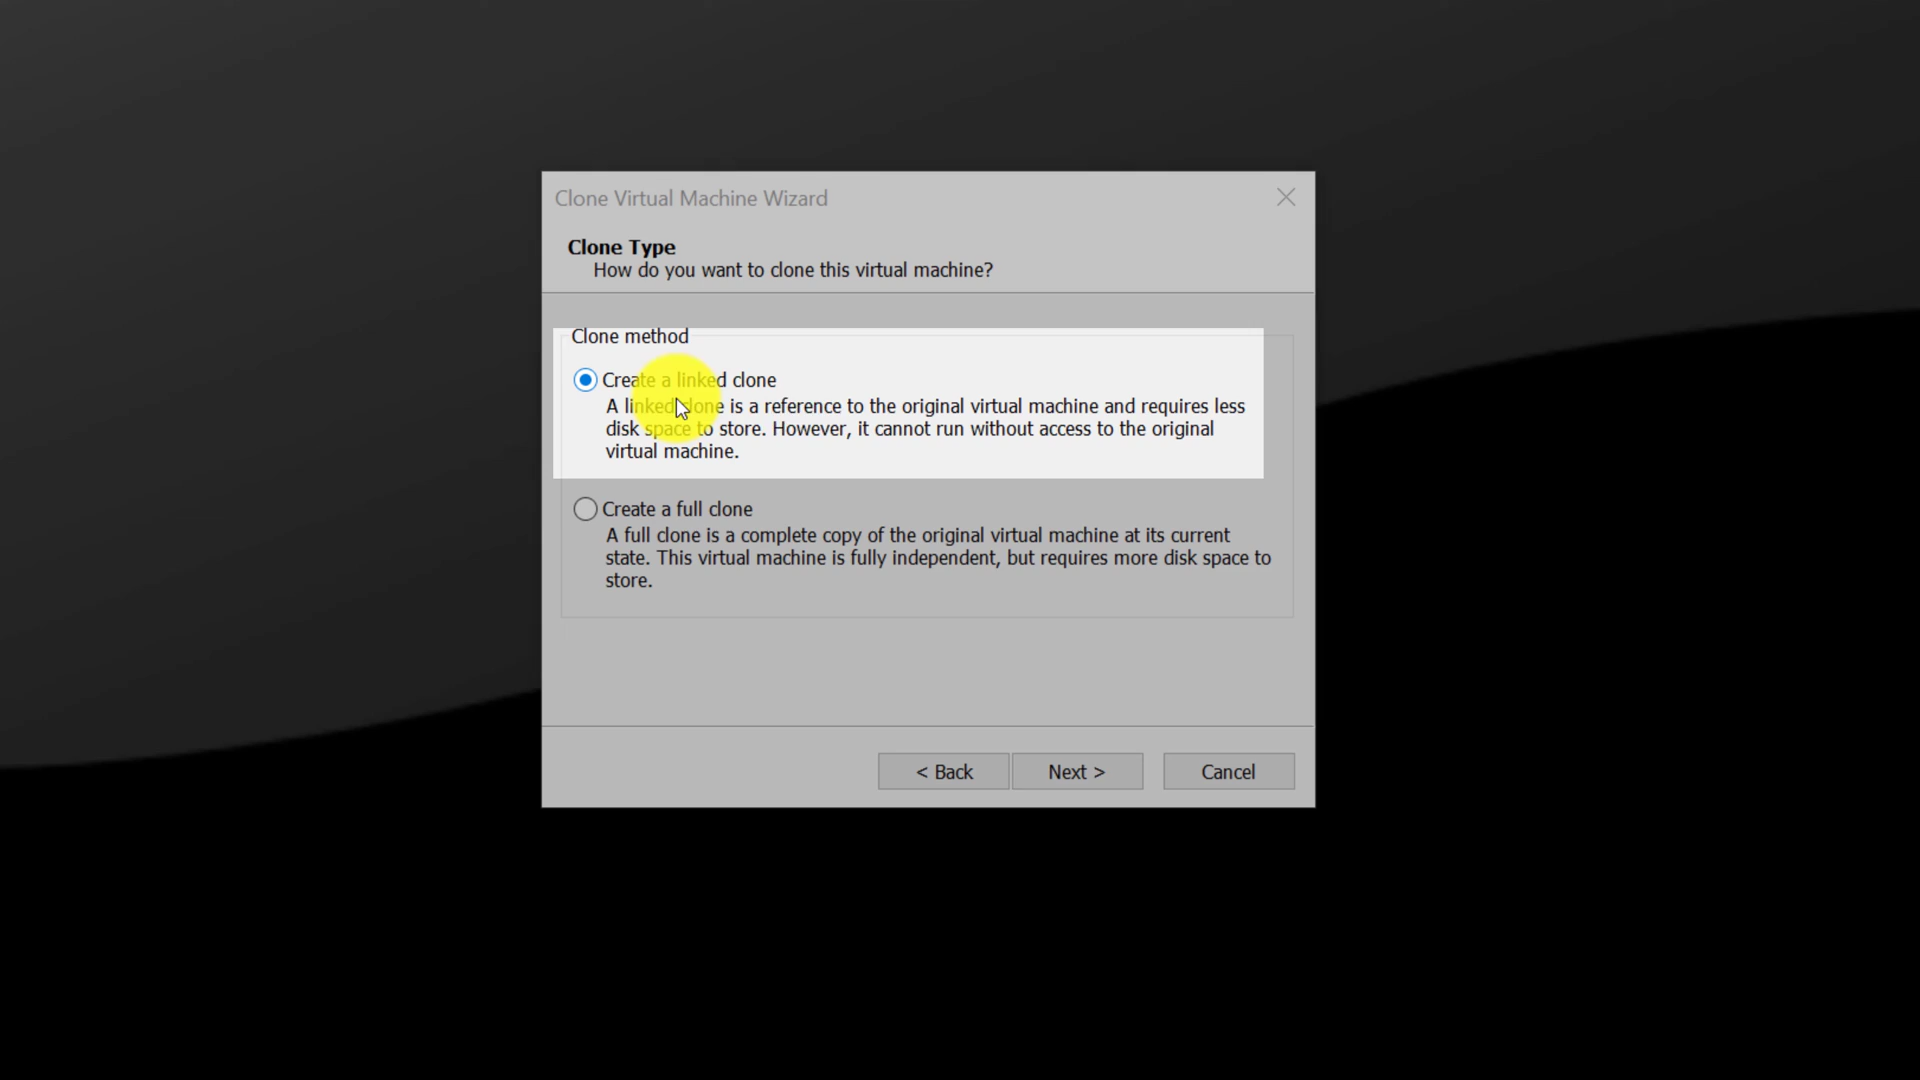 Clone Virtual Machine Wizard
Clone Type
How do you want to clone this virtual machine?
Clone method
Create a linked clone
A linked clone is a reference to the original virtual machine and requires less
disk space to store. However, it cannot run without access to the original
virtual machine.
Create a full clone
A full clone is a complete copy of the original virtual machine at its current
state. This virtual machine is fully independent, but requires more disk space to
store.
< Back
Next >
Cancel